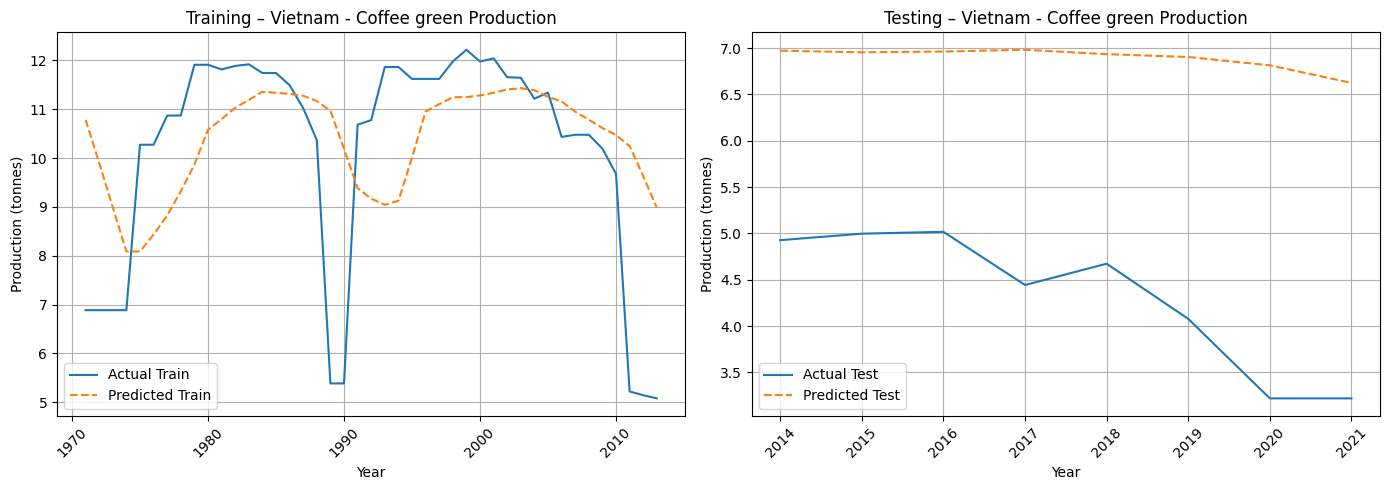 Training – Vietnam - Coffee green Production
Production (tonnes)
12
11
10
9
8
7
6
5
Actual Train
Predicted Train
1970
1980
1990
2000
2010
Year
Testing – Vietnam - Coffee green Production
Production (tonnes)
7.0
6.5
6.0
5.5
5.0
4.5
4.0
3.5
Actual Test
Predicted Test
2014
2015
2016
2017
2018
2019
2020
2021
Year